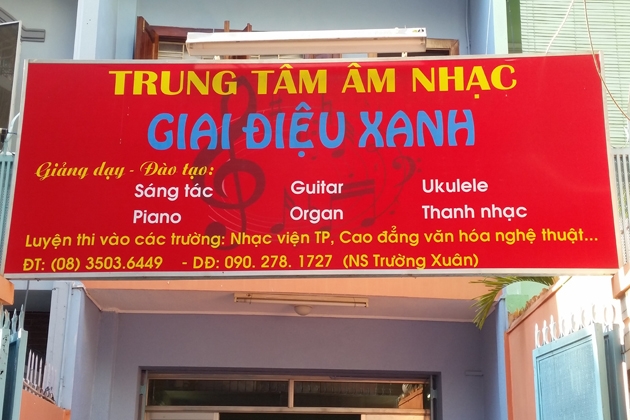 TRUNG TÂM ÂM NHẠC
GIAI ĐIỆU XANH
Giảng dạy - Đào tạo:
Sáng tác Guitar Ukulele
Piano Organ Thanh nhạc
Luyện thi vào các trường: Nhạc viện TP, Cao đẳng văn hóa nghệ thuật...
ĐT: (08) 3503.6449 - DĐ: 090. 278. 1727 (NS Trường Xuân)